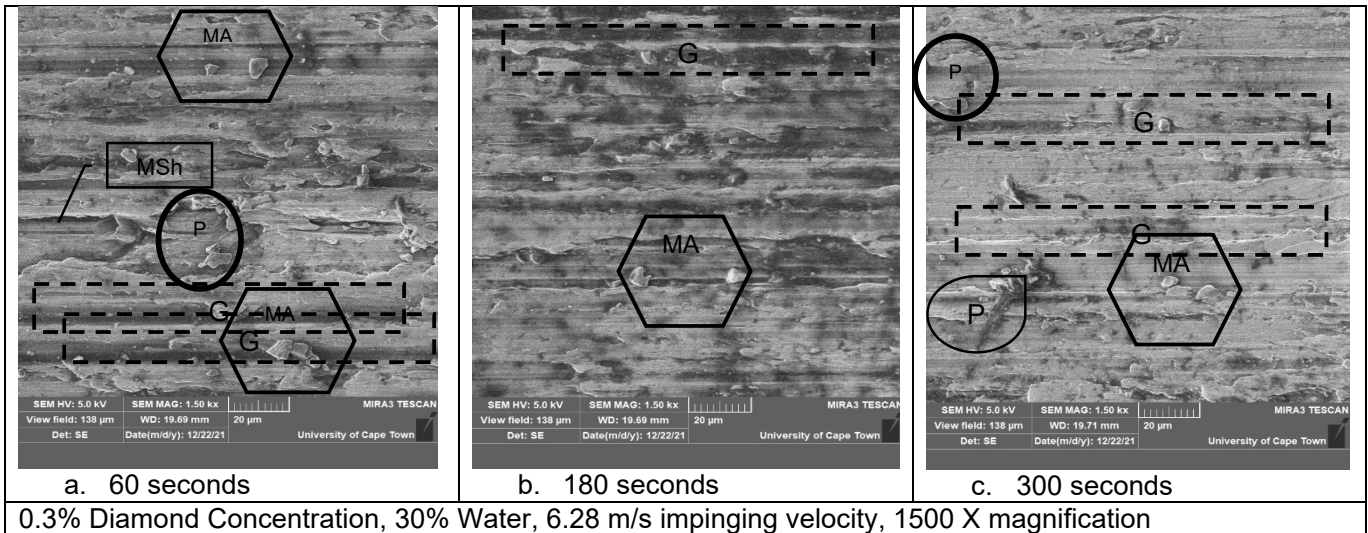 MA
MSh
P
G
MA
G
SEM HV: 5.0 kV SEM MAG: 1.50 kx MIRA3 TESCAN
View field: 138 µm WD: 19.69 mm 20 µm
Det: SE Date(m/d/y): 12/22/21 University of Cape Town
a. 60 seconds
G
MA
SEM HV: 5.0 kV SEM MAG: 1.50 kx MIRA3 TESCAN
View field: 138 µm WD: 19.69 mm 20 µm
Det: SE Date(m/d/y): 12/22/21 University of Cape Town
b. 180 seconds
P
G
G
MA
P
SEM HV: 5.0 kV SEM MAG: 1.50 kx MIRA3 TESCAN
View field: 138 µm WD: 19.71 mm 20 µm
Det: SE Date(m/d/y): 12/22/21 University of Cape Town
c. 300 seconds
0.3% Diamond Concentration, 30% Water, 6.28 m/s impinging velocity, 1500 X magnification